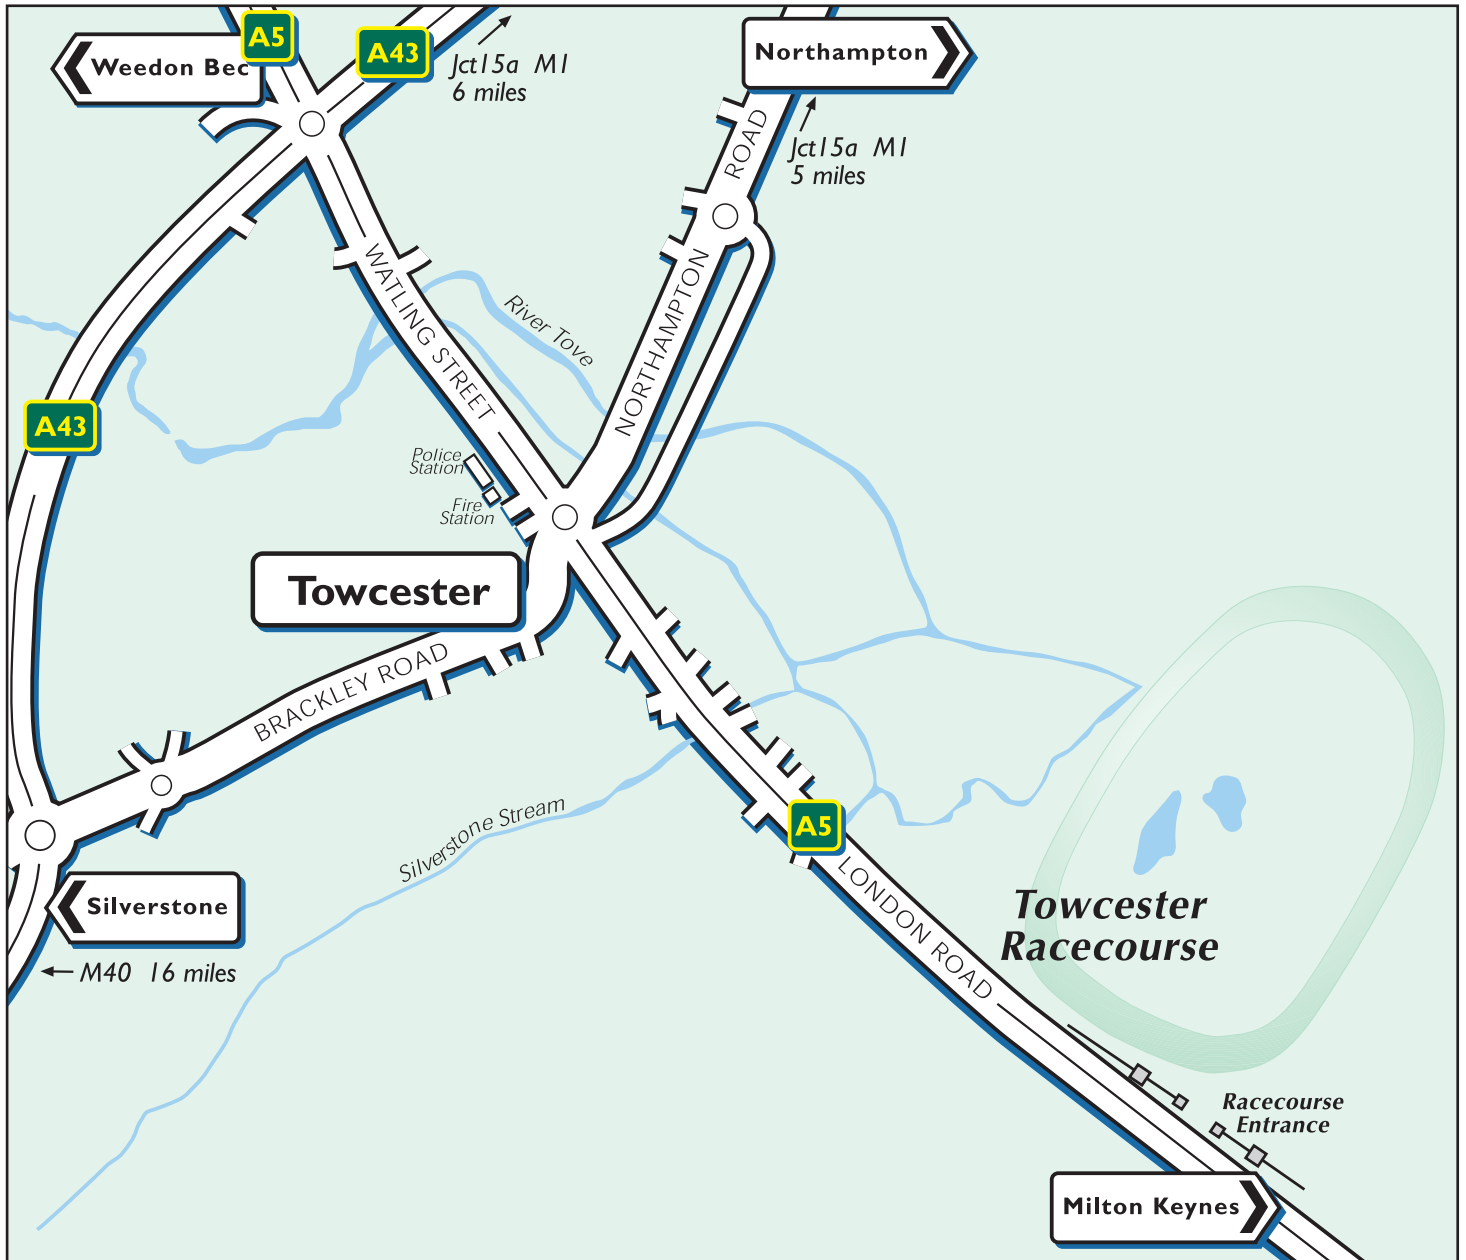 A5
A43
Weedon Bec
Jct15a M1
6 miles
Northampton
Jct15a M1
5 miles
ROAD
NORTHAMPTON
WATLING STREET
River Tove
A43
Police
Station
Fire
Station
Towcester
BRACKLEY ROAD
Silverstone Stream
A5
LONDON ROAD
Silverstone
M40 16 miles
Towcester
Racecourse
Racecourse
Entrance
Milton Keynes